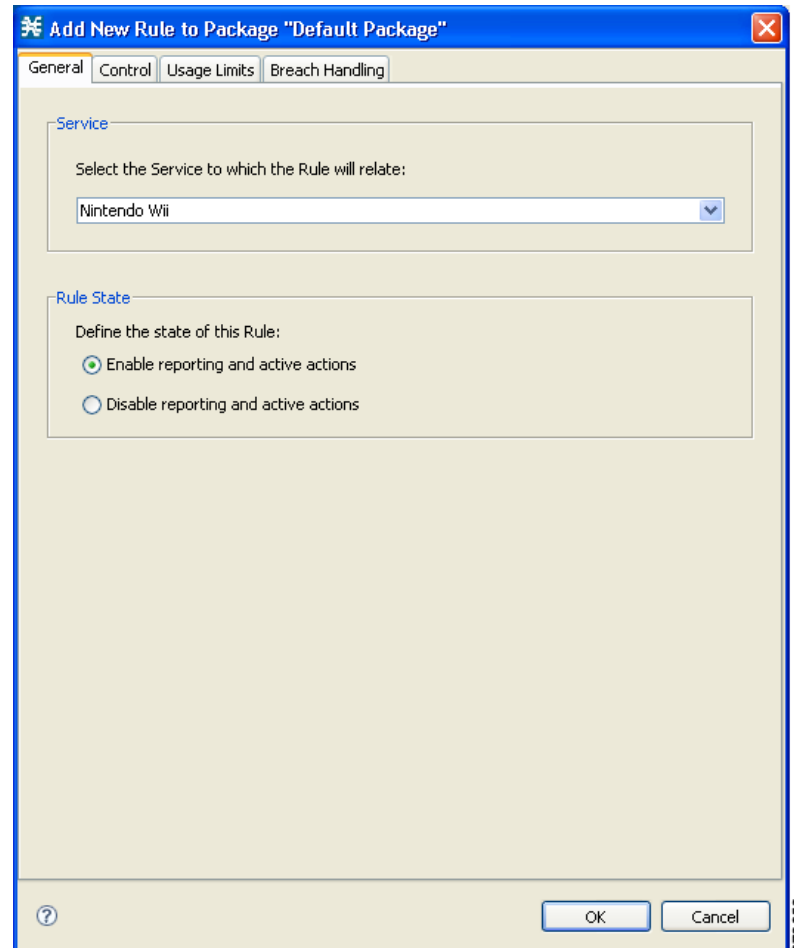 Add New Rule to Package "Default Package"
General Control Usage Limits Breach Handling
Service
Select the Service to which the Rule will relate:
Nintendo Wii
Rule State
Define the state of this Rule:
Enable reporting and active actions
Disable reporting and active actions
?
OK Cancel